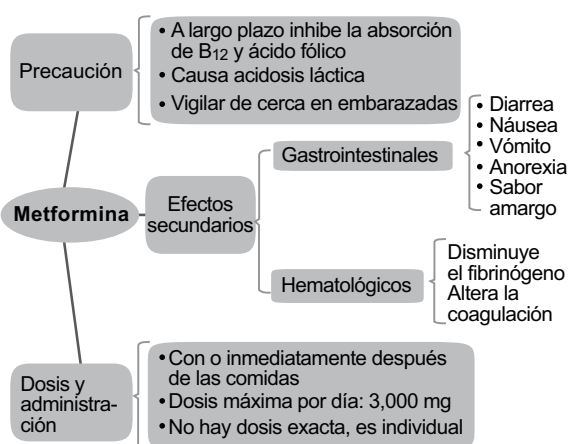 Precaución
• A largo plazo inhibe la absorción
de B12 y ácido fólico
• Causa acidosis láctica
• Vigilar de cerca en embarazadas
Metformina
Efectos
secundarios
Gastrointestinales
• Diarrea
• Náusea
• Vómito
• Anorexia
• Sabor
amargo
Hematológicos
Disminuye
el fibrinógeno
Altera la
coagulación
Dosis y
administra-
ción
• Con o inmediatamente después
de las comidas
• Dosis máxima por día: 3,000 mg
• No hay dosis exacta, es individual